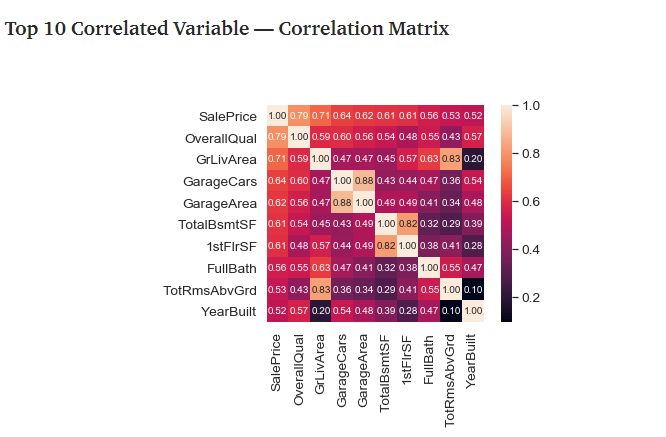 Top 10 Correlated Variable — Correlation Matrix
1.0
SalePrice 1.00 0.79 0.71 0.64 0.62 0.61 0.61 0.56 0.53 0.52
OverallQual 0.79 1.00 0.59 0.60 0.56 0.54 0.48 0.55 0.43 0.57
0.8
GrLivArea 0.71 0.59 1.00 0.47 0.47 0.45 0.57 0.63 0.83 0.20
GarageCars 0.64 0.60 0.47 1.00 0.88 0.43 0.44 0.47 0.36 0.54
0.6
GarageArea 0.62 0.56 0.47 0.88 1.00 0.49 0.49 0.41 0.34 0.48
TotalBsmtSF 0.61 0.54 0.45 0.43 0.49 1.00 0.82 0.32 0.29 0.39
1stFlrSF 0.61 0.48 0.57 0.44 0.49 0.82 1.00 0.38 0.41 0.28
0.4
FullBath 0.56 0.55 0.63 0.47 0.41 0.32 0.38 1.00 0.55 0.47
TotRmsAbvGrd 0.53 0.43 0.83 0.36 0.34 0.29 0.41 0.55 1.00 0.10
0.2
YearBuilt 0.52 0.57 0.20 0.54 0.48 0.39 0.28 0.47 0.10 1.00
SalePrice
OverallQual
GrLivArea
GarageCars
GarageArea
TotalBsmtSF
1stFlrSF
FullBath
TotRmsAbvGrd
YearBuilt